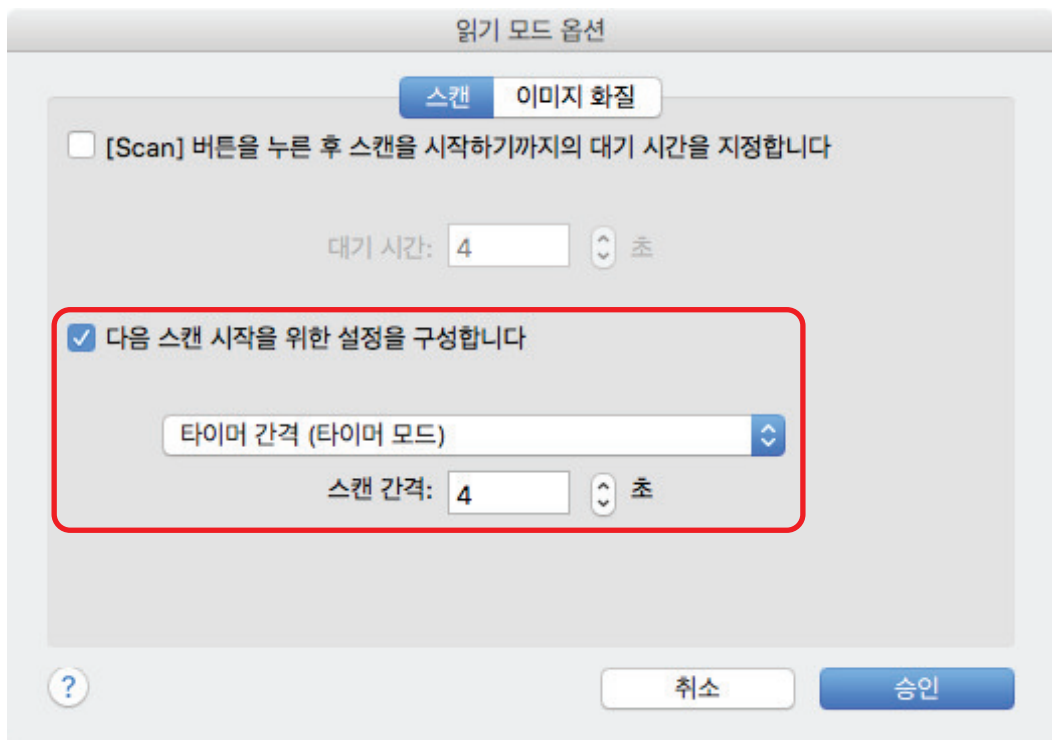 읽기 모드 옵션
스캔 이미지 화질
[Scan] 버튼을 누른 후 스캔을 시작하기까지의 대기 시간을 지정합니다
대기 시간: 4 초
다음 스캔 시작을 위한 설정을 구성합니다
타이머 간격 (타이머 모드)
스캔 간격: 4 초
? 취소 승인